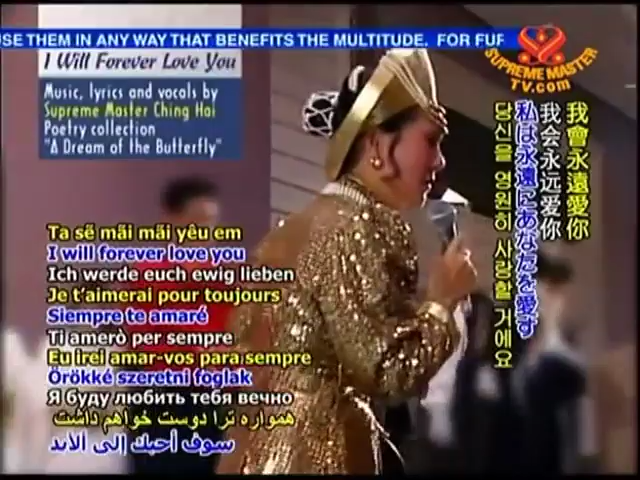 SE THEM IN ANY WAY THAT BENEFITS THE MULTITUDE. FOR FUR
SUPREME MASTER
TV.com
I Will Forever Love You
Music, lyrics and vocals by
Supreme Master Ching Hai
Poetry collection
"A Dream of the Butterfly"
我會永遠愛你
我会永远爱你
私は永遠にあなたを愛す
당신을 영원히 사랑할 거에요
Ta sẽ mãi mãi yêu em
I will forever love you
Ich werde euch ewig lieben
Je t'aimerai pour toujours
Siempre te amaré
Ti amerò per sempre
Eu irei amar-vos para sempre
Örökké szeretni foglak
Я буду любить тебя вечно
همواره ترا دوست خواهم داشت
سوف أحبك إلى الأبد